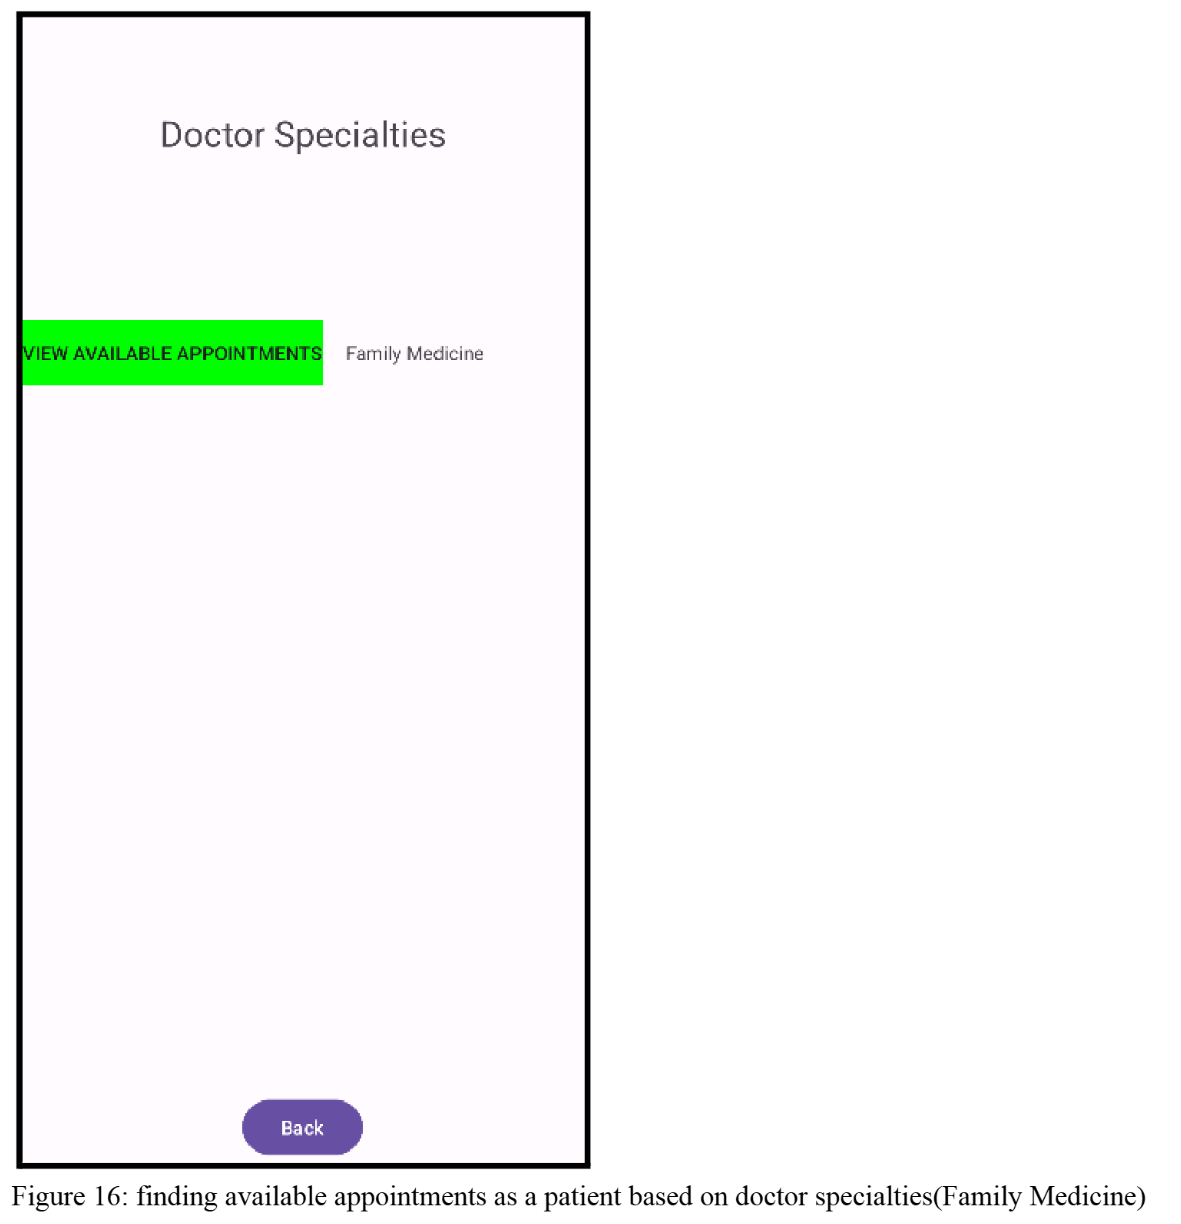 Doctor Specialties
VIEW AVAILABLE APPOINTMENTS Family Medicine
Back
Figure 16: finding available appointments as a patient based on doctor specialties(Family Medicine)